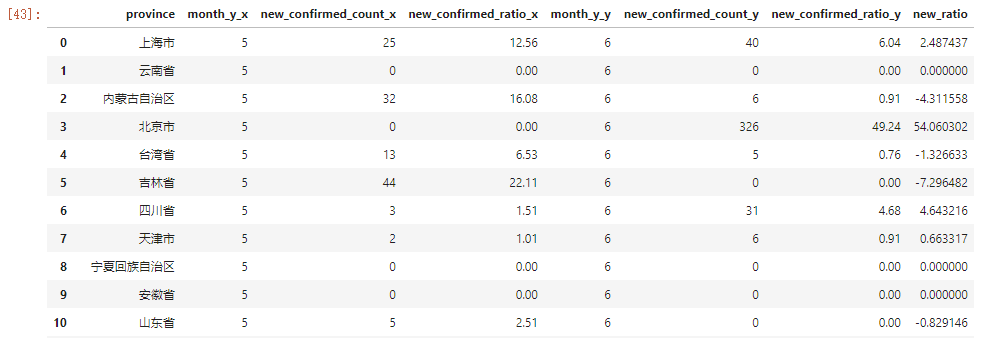 [43]: province month_y_x new_confirmed_count_x new_confirmed_ratio_x month_y_y new_confirmed_count_y new_confirmed_ratio_y new_ratio
0 上海市 5 25 12.56 6 40 6.04 2.487437
1 云南省 5 0 0.00 6 0 0.00 0.000000
2 内蒙古自治区 5 32 16.08 6 6 0.91 -4.311558
3 北京市 5 0 0.00 6 326 49.24 54.060302
4 台湾省 5 13 6.53 6 5 0.76 -1.326633
5 吉林省 5 44 22.11 6 0 0.00 -7.296482
6 四川省 5 3 1.51 6 31 4.68 4.643216
7 天津市 5 2 1.01 6 6 0.91 0.663317
8 宁夏回族自治区 5 0 0.00 6 0 0.00 0.000000
9 安徽省 5 0 0.00 6 0 0.00 0.000000
10 山东省 5 5 2.51 6 0 0.00 -0.829146